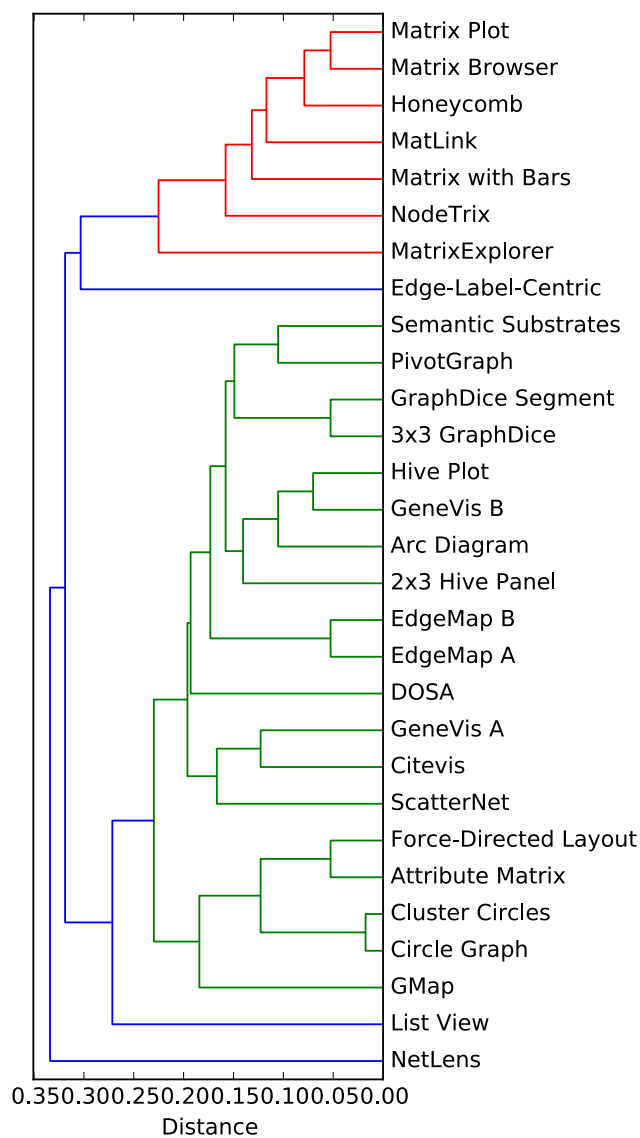 Matrix Plot
Matrix Browser
Honeycomb
MatLink
Matrix with Bars
NodeTrix
MatrixExplorer
Edge-Label-Centric
Semantic Substrates
PivotGraph
GraphDice Segment
3x3 GraphDice
Hive Plot
GeneVis B
Arc Diagram
2x3 Hive Panel
EdgeMap B
EdgeMap A
DOSA
GeneVis A
Citevis
ScatterNet
Force-Directed Layout
Attribute Matrix
Cluster Circles
Circle Graph
GMap
List View
NetLens
0.350.300.250.200.150.100.050.00
Distance